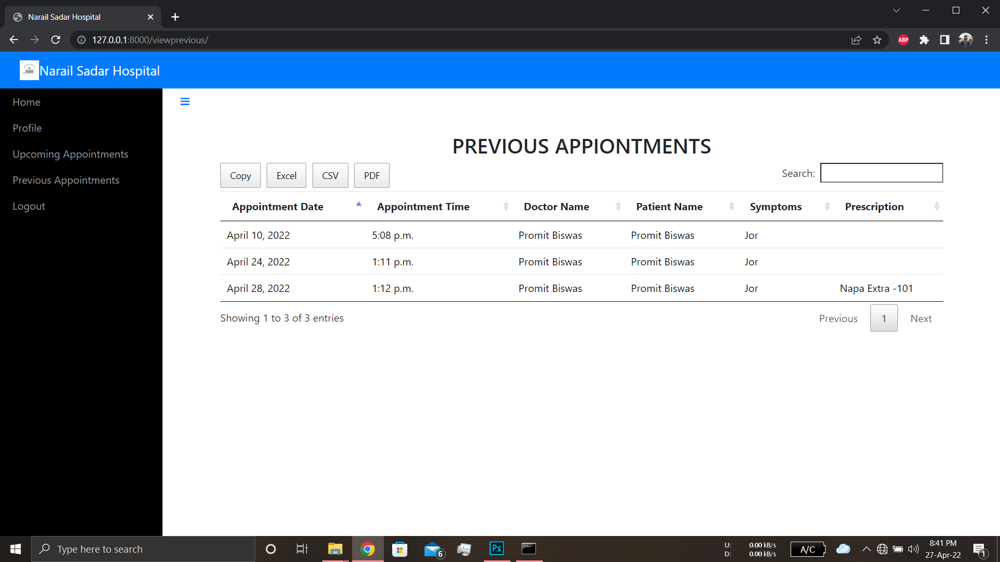 Narail Sadar Hospital
127.0.0.1:8000/viewprevious/
ABP
Narail Sadar Hospital
Home
Profile
Upcoming Appointments
Previous Appointments
Logout
PREVIOUS APPIONTMENTS
Copy Excel CSV PDF Search:
Appointment Date Appointment Time Doctor Name Patient Name Symptoms Prescription
April 10, 2022 5:08 p.m. Promit Biswas Promit Biswas Jor
April 24, 2022 1:11 p.m. Promit Biswas Promit Biswas Jor
April 28, 2022 1:12 p.m. Promit Biswas Promit Biswas Jor Napa Extra -101
Showing 1 to 3 of 3 entries Previous 1 Next
Type here to search
6
Ps
U: 0.00 kB/s
D: 0.00 kB/s
A/C
8:41 PM
27-Apr-22
1